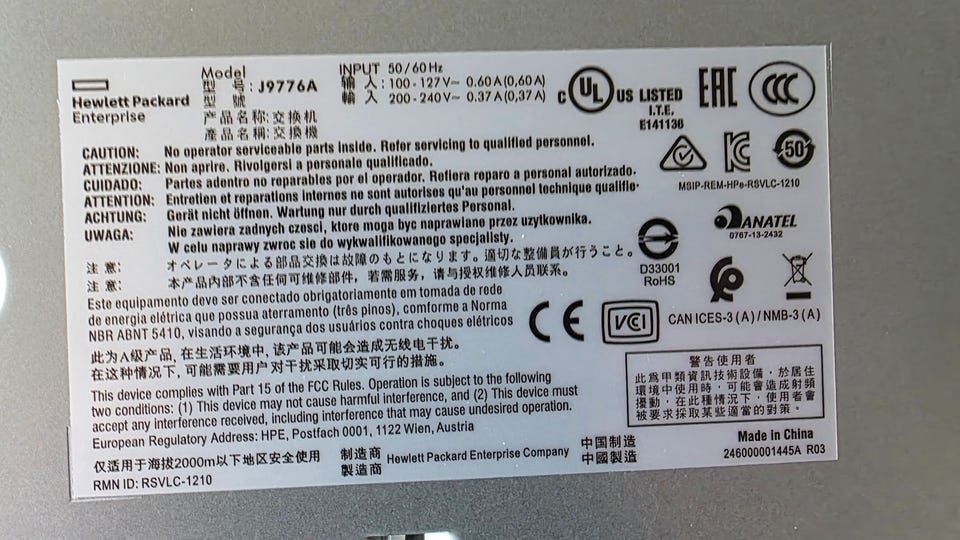 Hewlett Packard
Enterprise
Model
型 号
型 號 : J9776A
产品名称: 交换机
產品名稱: 交換機
INPUT 50/60 Hz
输 入: 100-127V~ 0.60A(0,60A)
輸 入 200-240V~ 0.37A(0,37A)
c UL US LISTED
I.T.E.
E141136
EAC
CCC
MSIP-REM-HPe-RSVLC-1210
50
CAUTION: No operator serviceable parts inside. Refer servicing to qualified personnel.
ATTENZIONE: Non aprire. Rivolgersi a personale qualificado.
CUIDADO: Partes adentro no reparables por el operador. Refiera reparo a personal autorizado.
ATTENTION: Entretien et reparations internes ne sont autorises qu'au personnel technique qualifie.
ACHTUNG: Gerät nicht öffnen. Wartung nur durch qualifiziertes Personal.
UWAGA: Nie zawiera zadnych czesci, ktore moga byc naprawiane przez uzytkownika.
W celu naprawy zwroc sie do wykwalifikowanego specjalisty.
注 意: オペレータによる部品交換は故障のもとになります。適切な整備員が行うこと。
注 意: 本产品内部不含任何可维修部件，若需服务，请与授权维修人员联系。
D33001
RoHS
ANATEL
0767-13-2432
Este equipamento deve ser conectado obrigatoriamente em tomada de rede
de energia elétrica que possua aterramento (três pinos), comforme a Norma
NBR ABNT 5410, visando a segurança dos usuários contra choques elétricos
CE
VCI
CAN ICES-3 (A) / NMB-3 (A)
此为A级产品, 在生活环境中, 该产品可能会造成无线电干扰。
在这种情况下, 可能需要用户对干扰采取切实可行的措施。
警告使用者
此爲甲類資訊技術設備，於居住
環境中使用時，可能會造成射頻
擾動，在此種情況下，使用者會
被要求採取某些適當的對策。
This device complies with Part 15 of the FCC Rules. Operation is subject to the following
two conditions: (1) This device may not cause harmful interference, and (2) This device must
accept any interference received, including interference that may cause undesired operation.
European Regulatory Address: HPE, Postfach 0001, 1122 Wien, Austria
仅适用于海拔2000m以下地区安全使用
RMN ID: RSVLC-1210
制造商
製造商 Hewlett Packard Enterprise Company
中国制造
中國製造
Made in China
246000001445A R03